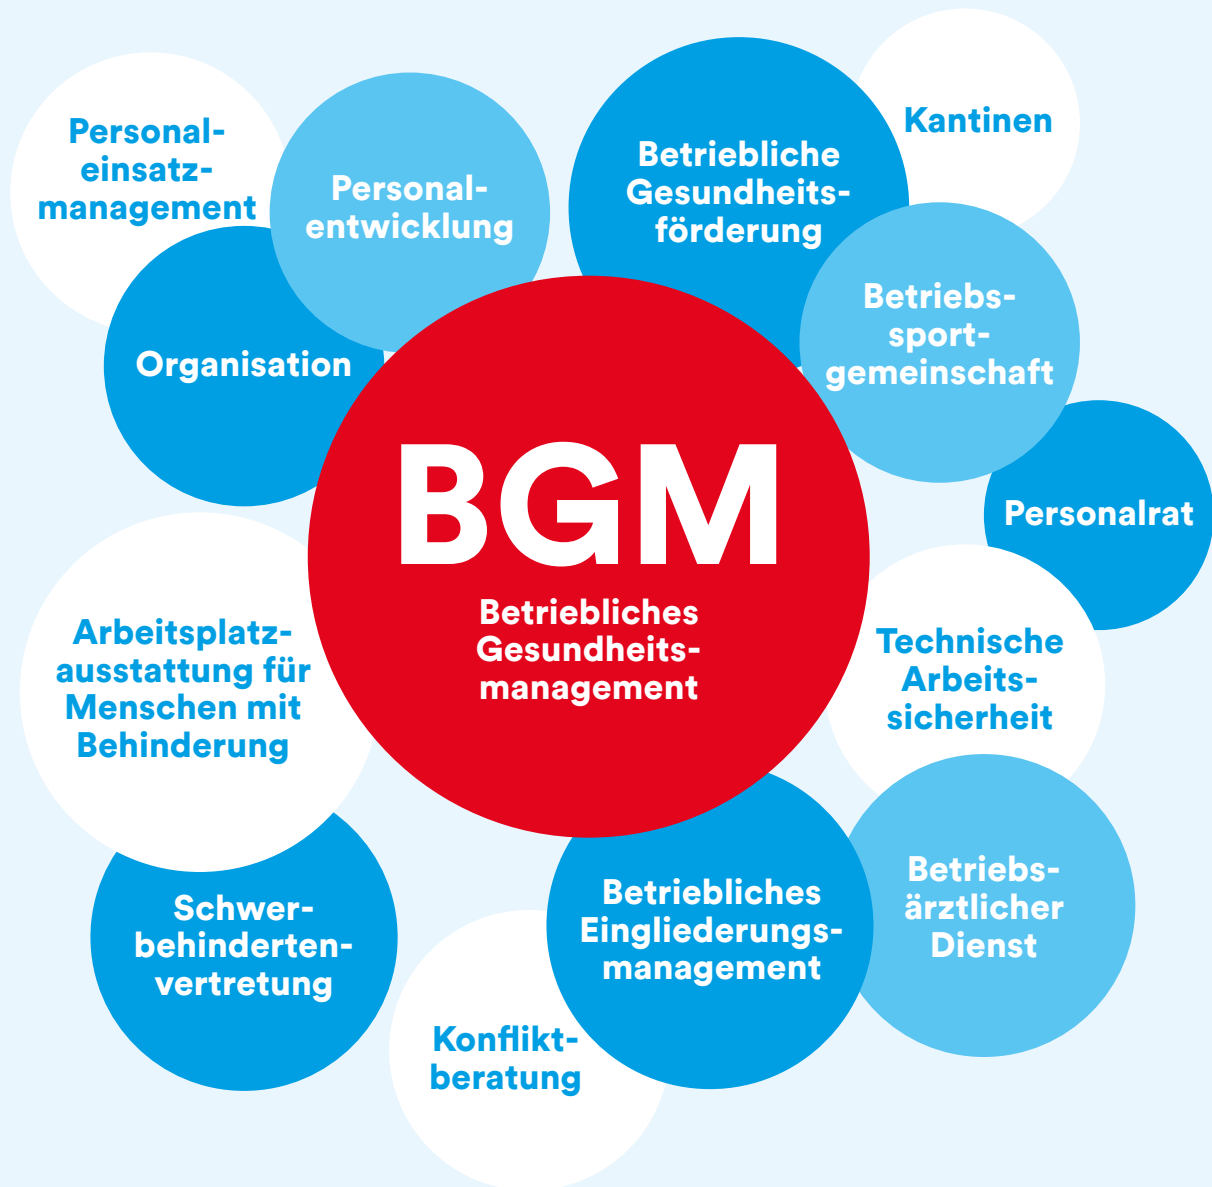 Personal-
einsatz-
management
Personal-
entwicklung
Betriebliche
Gesundheits-
förderung
Kantinen
Organisation
Betriebs-
sport-
gemeinschaft
BGM
Betriebliches
Gesundheits-
management
Personalrat
Arbeitsplatz-
ausstattung für
Menschen mit
Behinderung
Technische
Arbeits-
sicherheit
Schwer-
behinderten-
vertretung
Konflikt-
beratung
Betriebliches
Eingliederungs-
management
Betriebs-
ärztlicher
Dienst